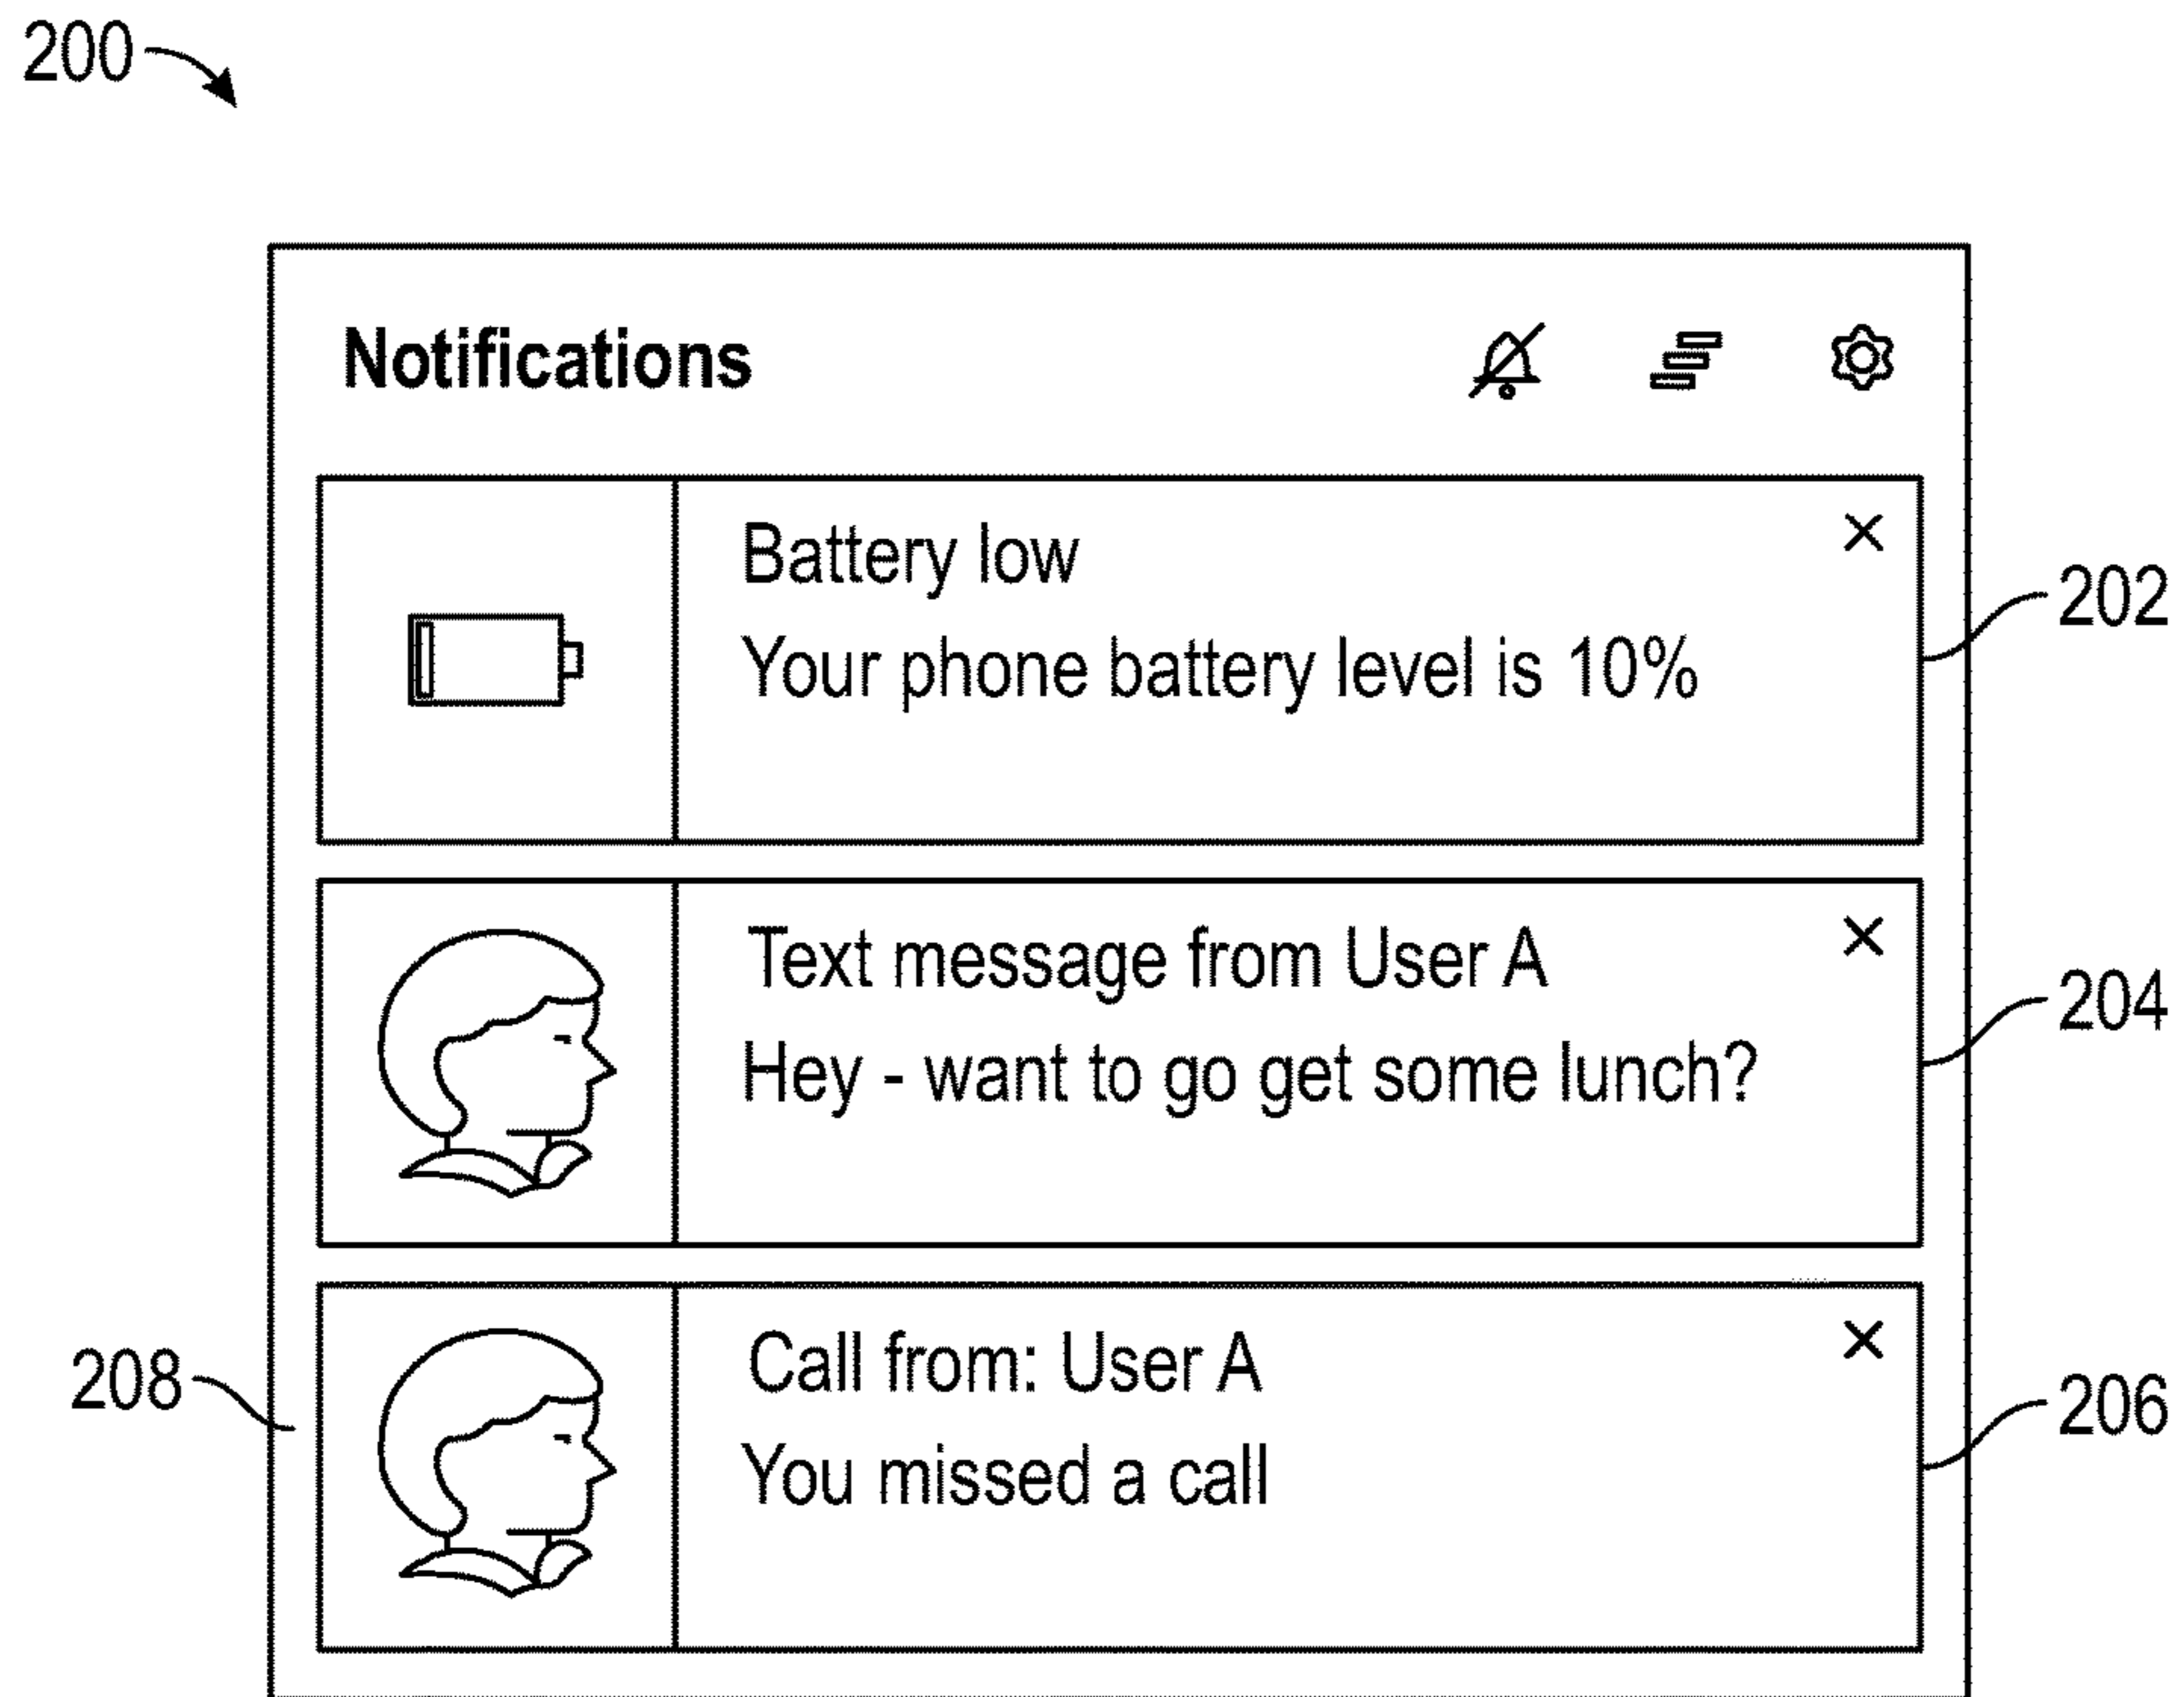 200
Notifications
Battery low
Your phone battery level is 10%
202
Text message from User A
Hey - want to go get some lunch?
204
Call from: User A
You missed a call
206
208